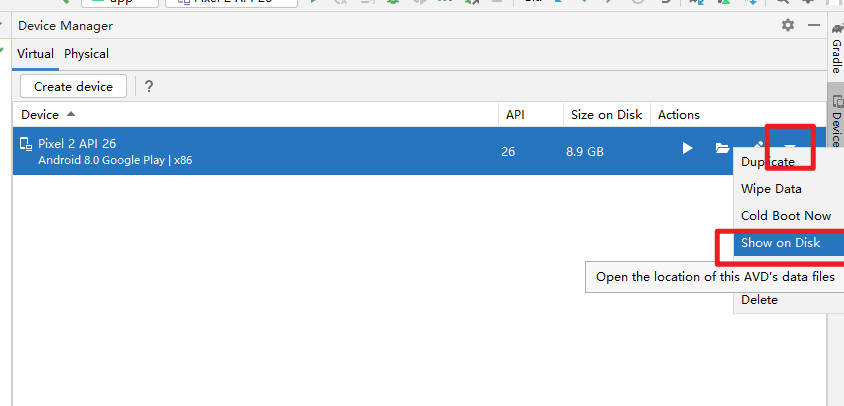 app
Pixel 2 API 26
Device Manager
Virtual Physical
Create device ?
Device API Size on Disk Actions
Pixel 2 API 26
Android 8.0 Google Play | x86
26 8.9 GB
Duplicate
Wipe Data
Cold Boot Now
Show on Disk
Open the location of this AVD's data files
Delete
Gradle
Device